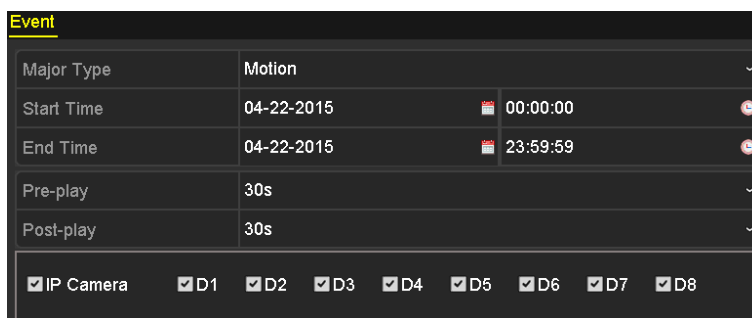 Event
Major Type Motion
Start Time 04-22-2015 00:00:00
End Time 04-22-2015 23:59:59
Pre-play 30s
Post-play 30s
IP Camera D1 D2 D3 D4 D5 D6 D7 D8